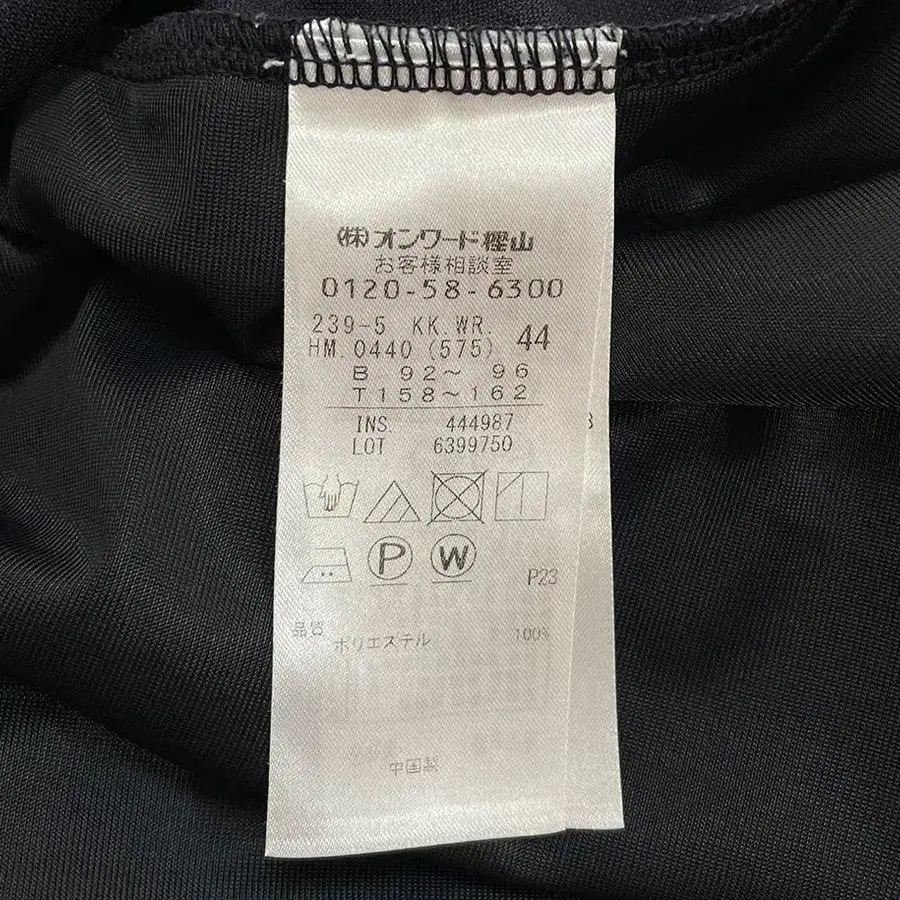 (株)オンワード樫山
お客様相談室
0120-58-6300
239-5 KK.WR. 44
HM.0440 (575)
B 92~ 96
T158~162
INS. 444987
LOT 6399750
P W
P23
品質 ポリエステル 100%
中国製